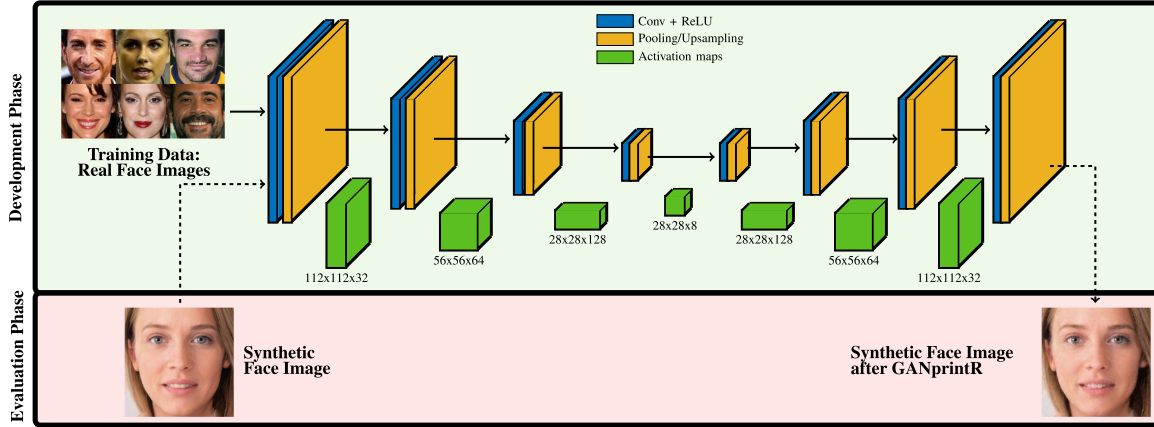 Development Phase
Conv + ReLU
Pooling/Upsampling
Activation maps
Training Data:
Real Face Images
112x112x32
56x56x64
28x28x128
28x28x8
28x28x128
56x56x64
112x112x32
Evaluation Phase
Synthetic
Face Image
Synthetic Face Image
after GANprintR